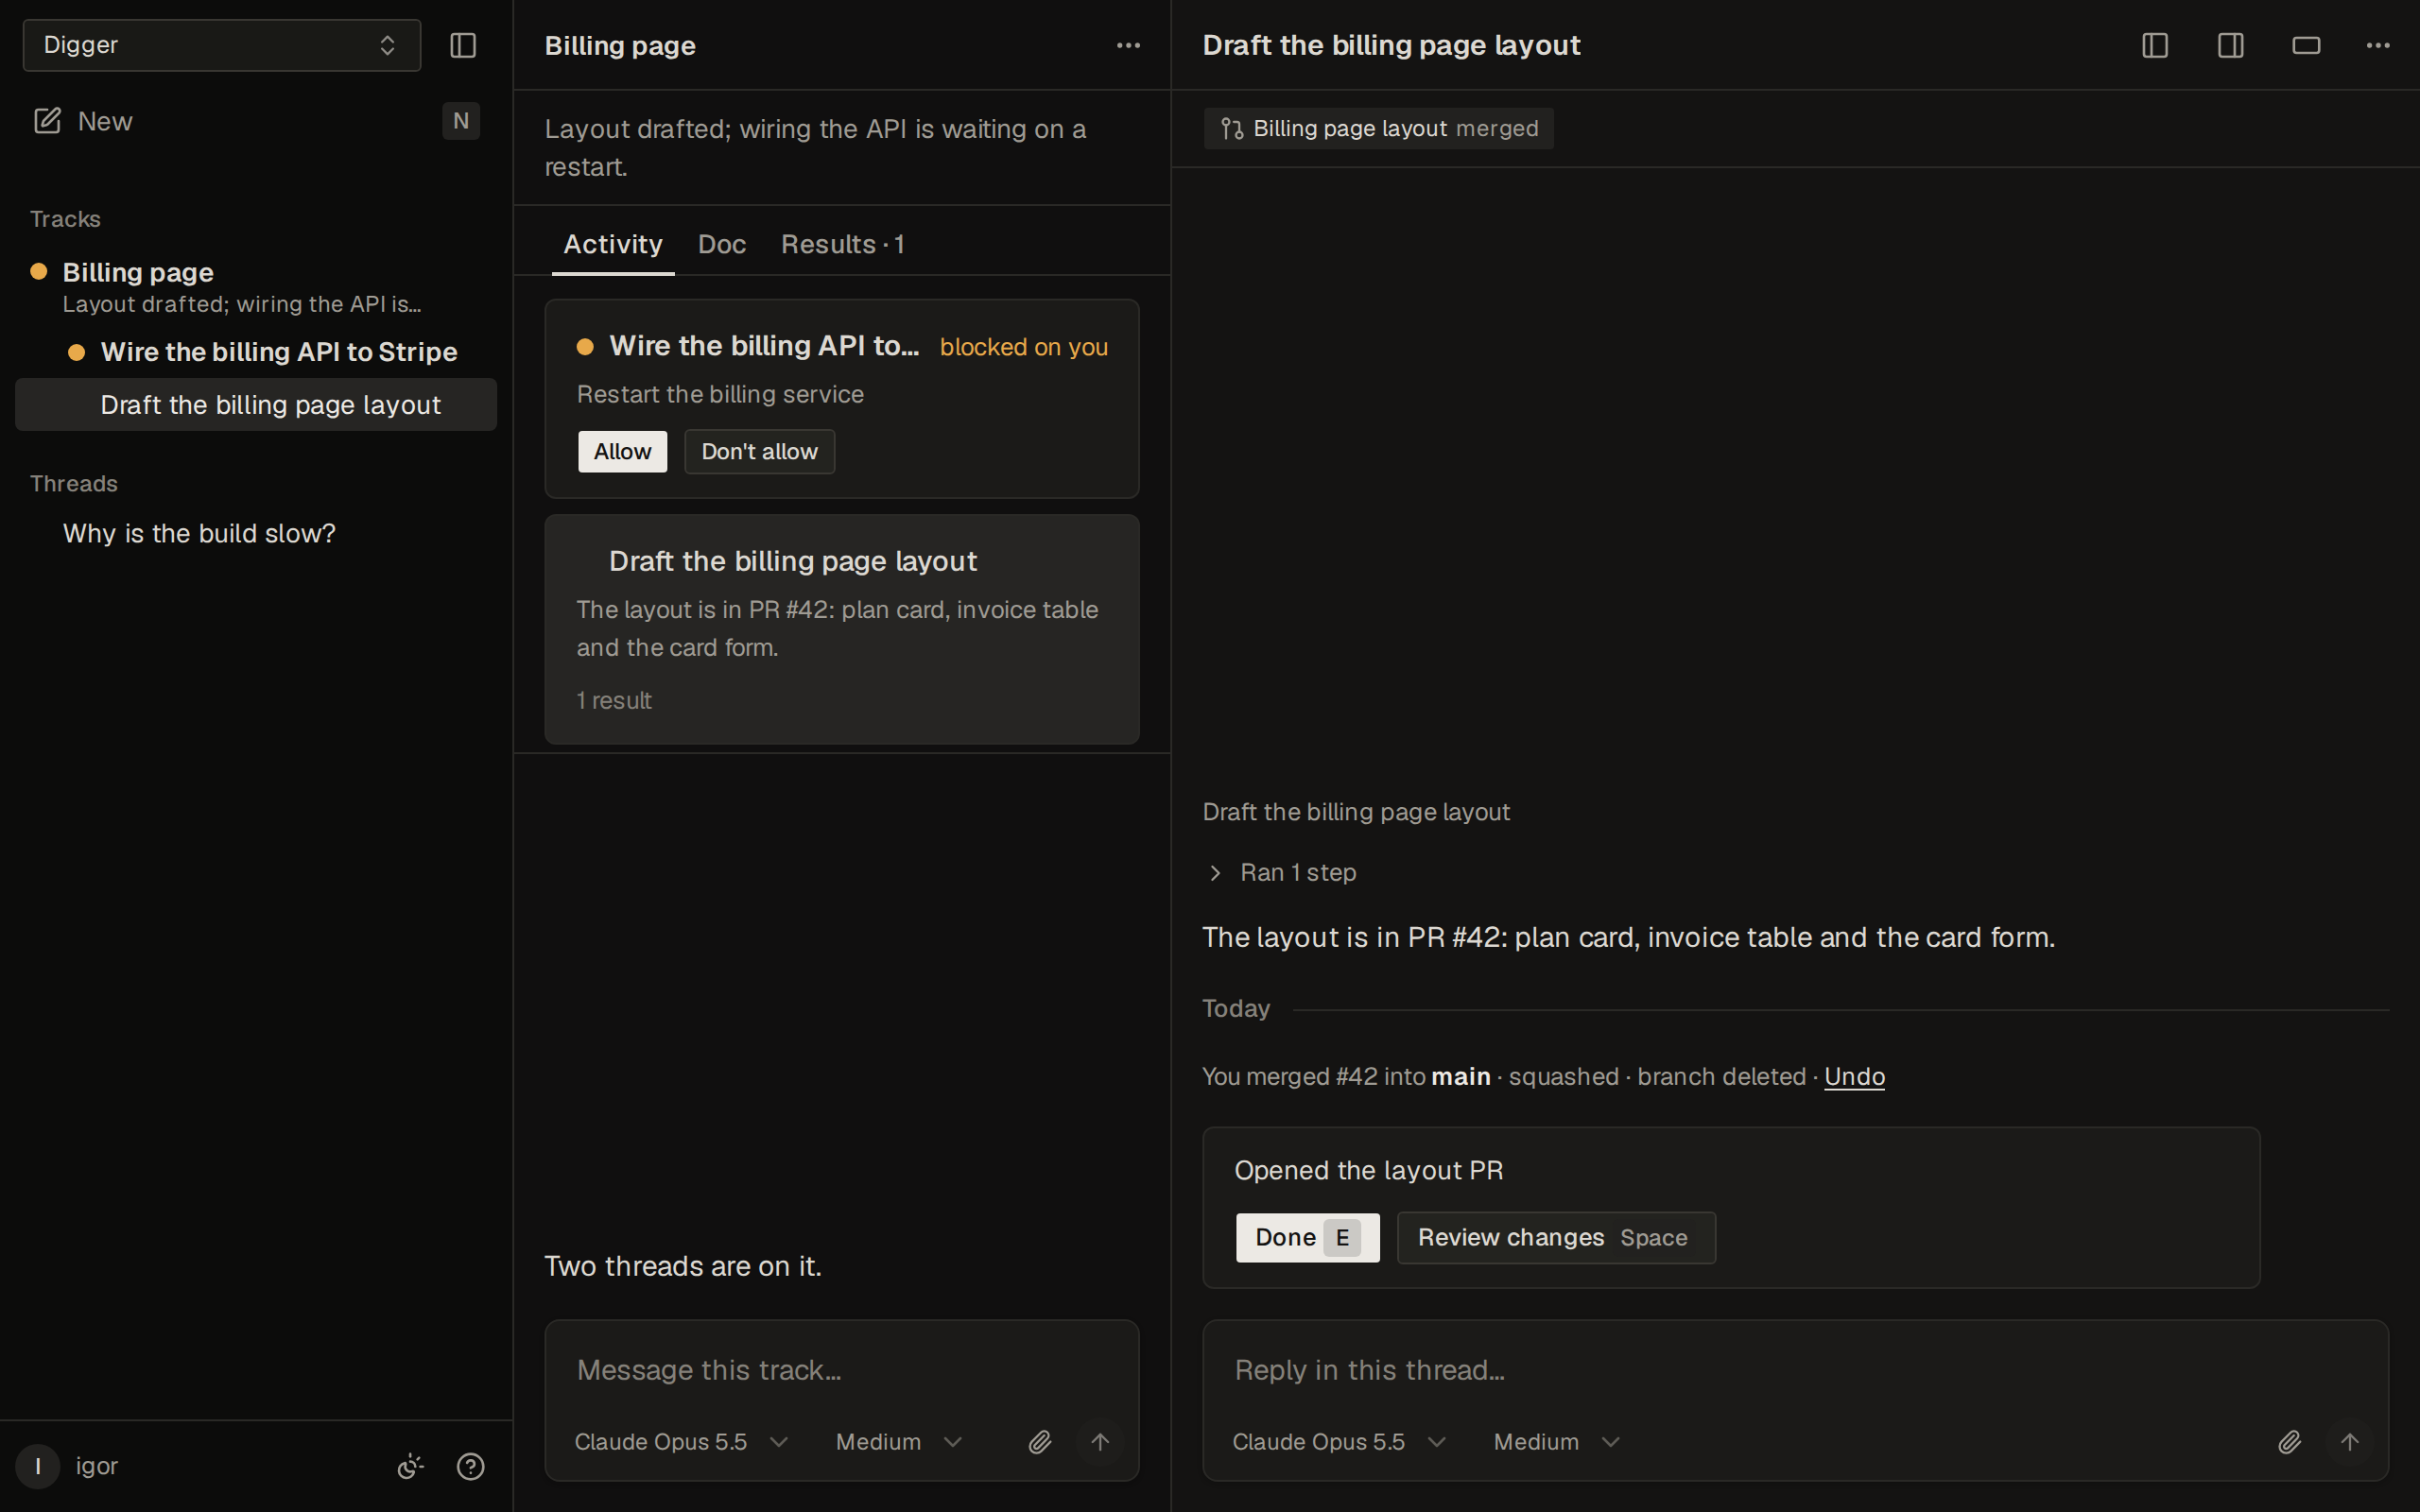 Digger
New
N
Tracks
Billing page
Layout drafted; wiring the API is…
Wire the billing API to Stripe
Draft the billing page layout
Threads
Why is the build slow?
I
igor
Billing page
Layout drafted; wiring the API is waiting on a
restart.
Activity
Doc
Results · 1
Wire the billing API to…
blocked on you
Restart the billing service
Allow
Don't allow
Draft the billing page layout
The layout is in PR #42: plan card, invoice table
and the card form.
1 result
Two threads are on it.
Message this track…
Claude Opus 5.5
Medium
Draft the billing page layout
Billing page layout merged
Draft the billing page layout
Ran 1 step
The layout is in PR #42: plan card, invoice table and the card form.
Today
You merged #42 into main · squashed · branch deleted · Undo
Opened the layout PR
Done E
Review changes Space
Reply in this thread…
Claude Opus 5.5
Medium